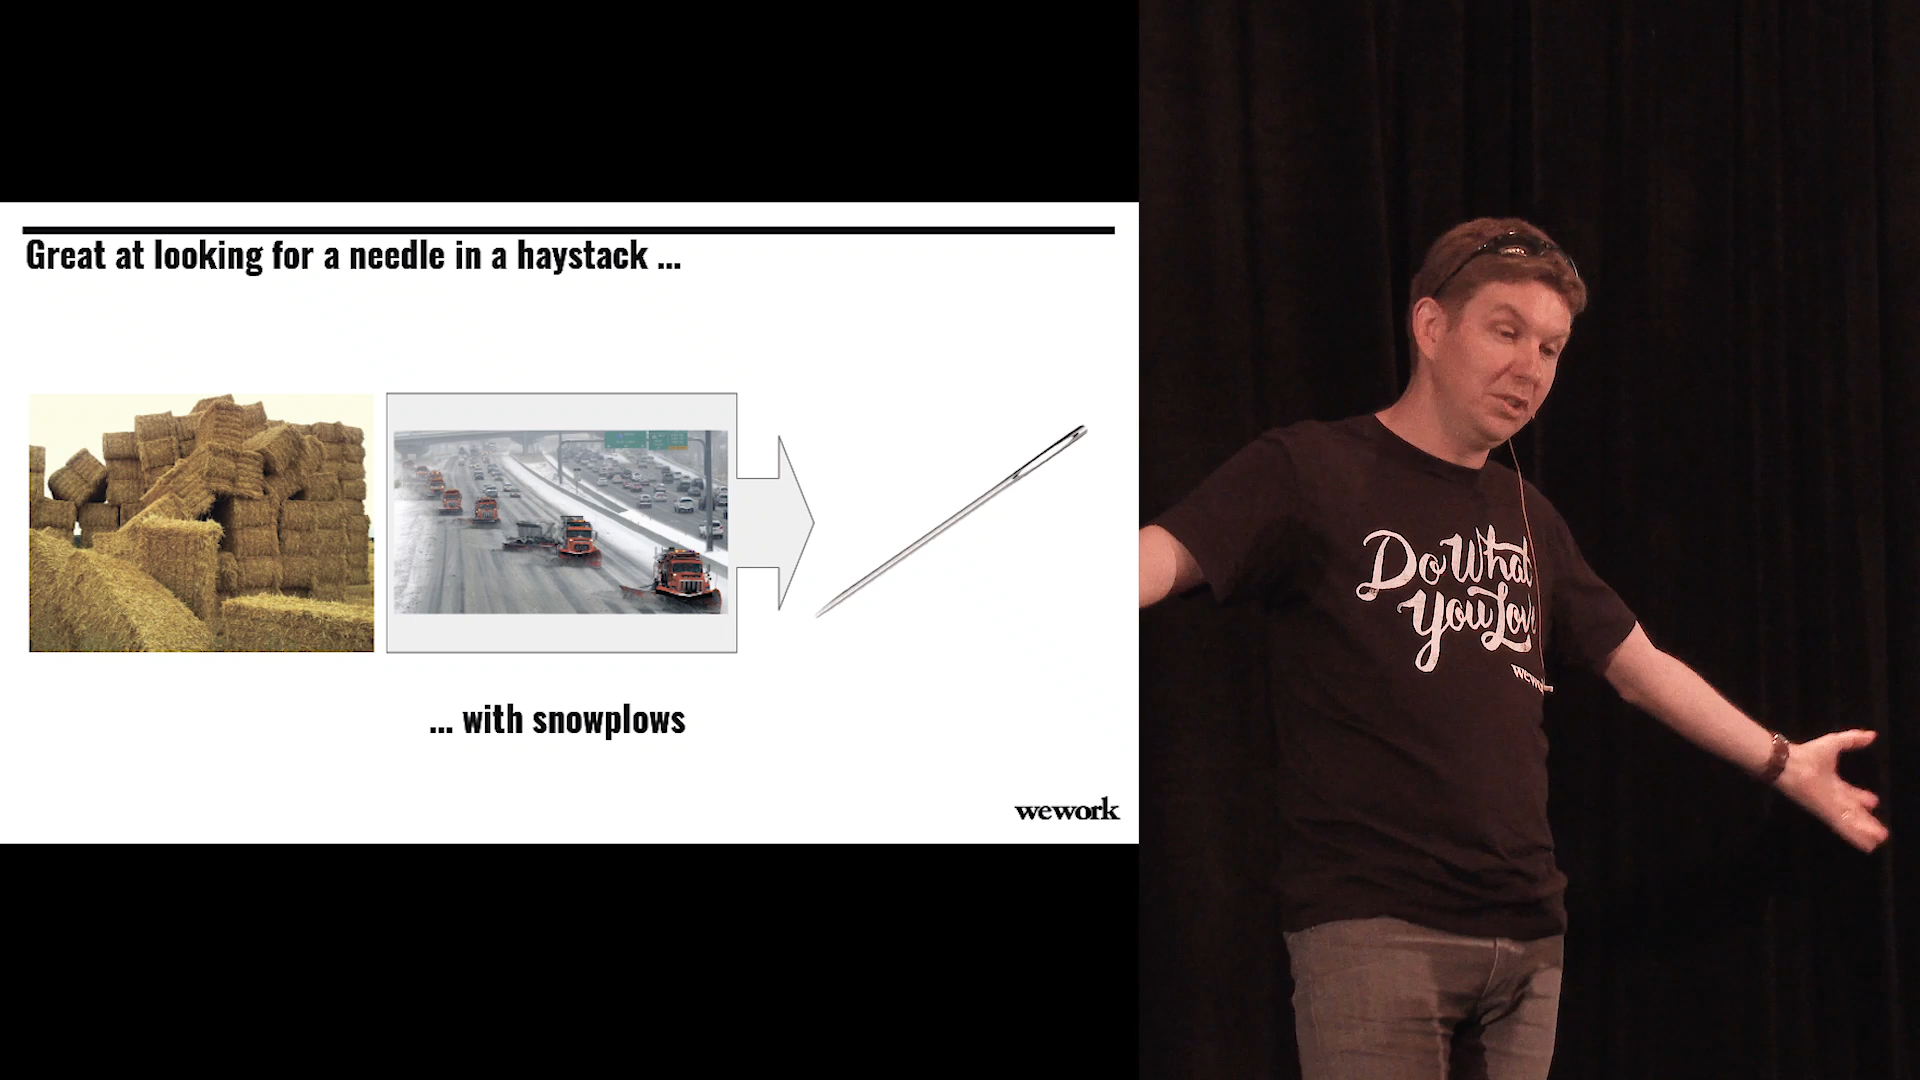 Great at looking for a needle in a haystack ...
... with snowplows
wework
Do What
You Love